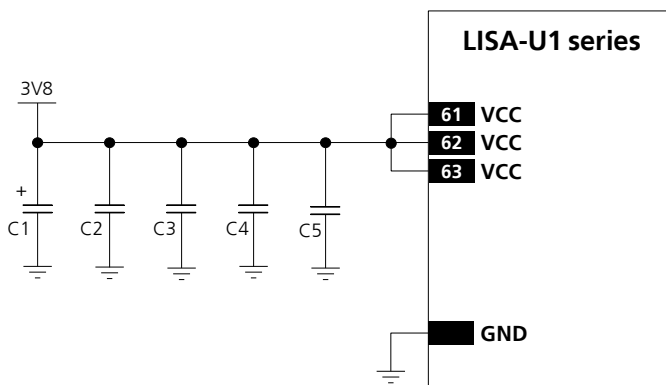 LISA-U1 series
3V8
61 VCC
62 VCC
63 VCC
+
C1 C2 C3 C4 C5
GND